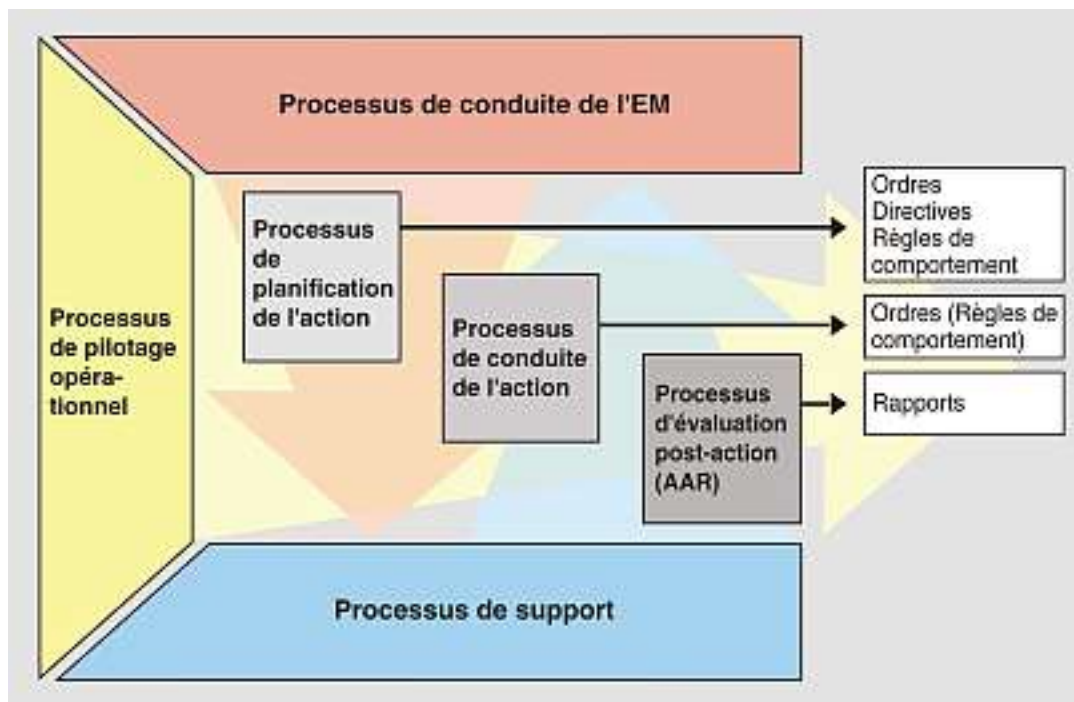 Processus de conduite de l'EM
Processus
de pilotage
opéra-
tionnel
Processus
de
planification
de l'action
Processus
de conduite
de l'action
Processus
d'évaluation
post-action
(AAR)
Ordres
Directives
Règles de
comportement
Ordres (Règles de
comportement)
Rapports
Processus de support